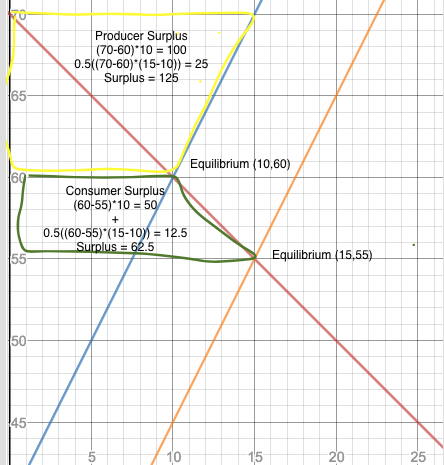 70
Producer Surplus
(70-60)*10 = 100
0.5((70-60)*(15-10)) = 25
Surplus = 125
65
Equilibrium (10,60)
60
Consumer Surplus
(60-55)*10 = 50
+
0.5((60-55)*(15-10)) = 12.5
Surplus = 62.5
Equilibrium (15,55)
55
50
45
5 10 15 20 25